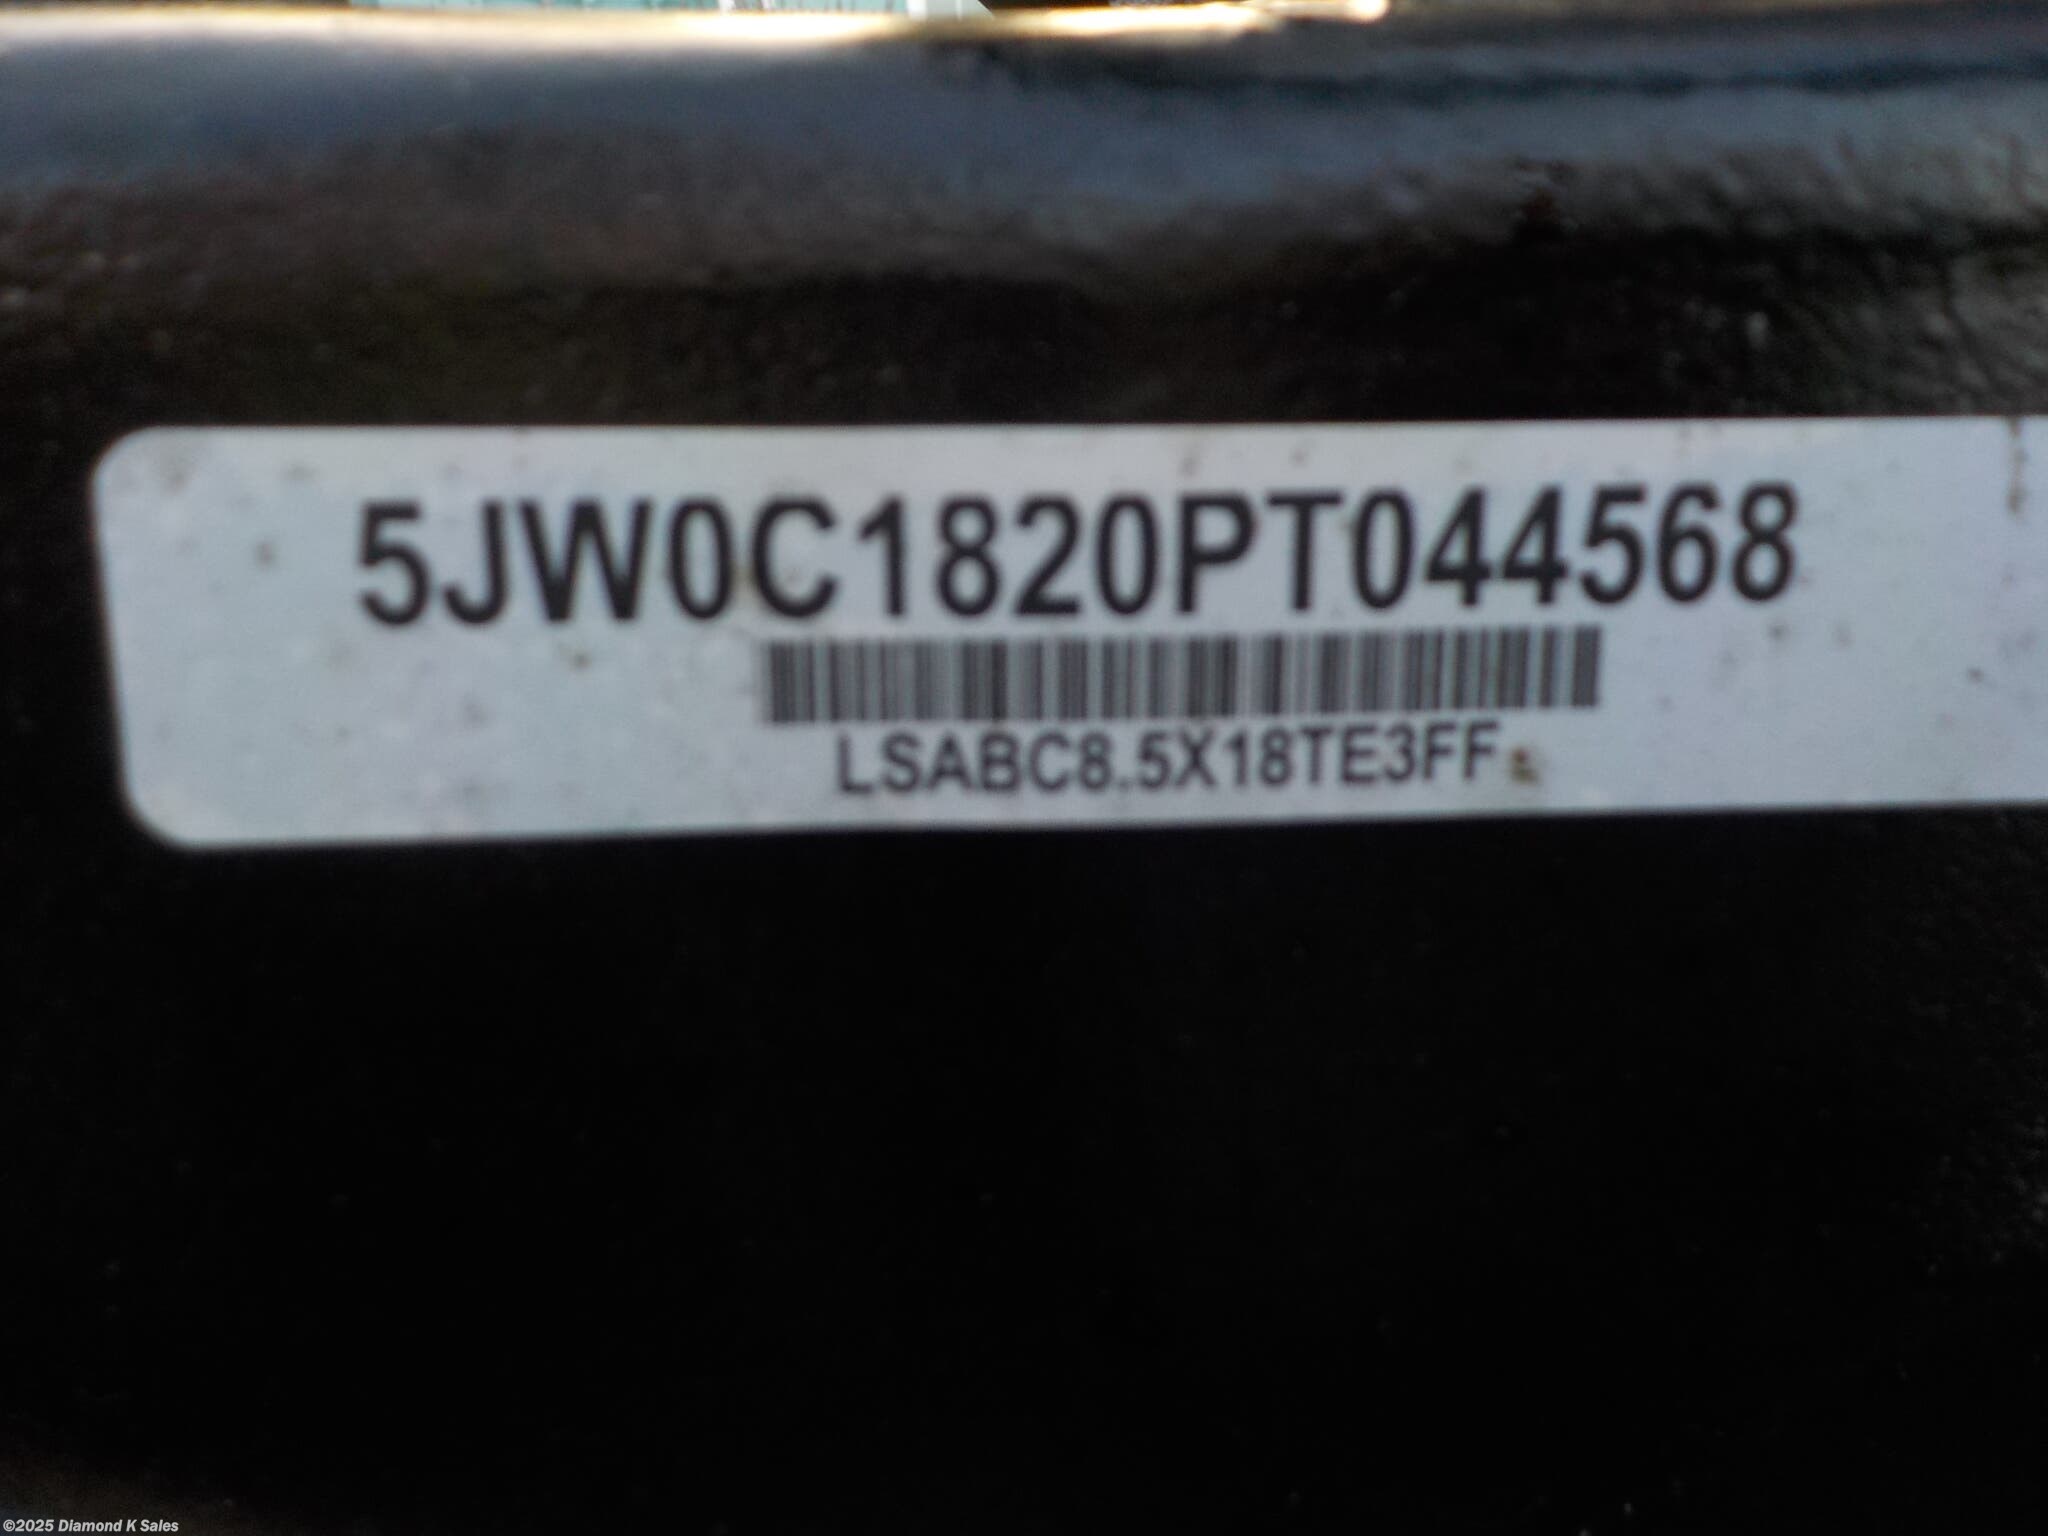 5JW0C1820PT044568
LSABC8.5X18TE3FF
©2025 Diamond K Sales